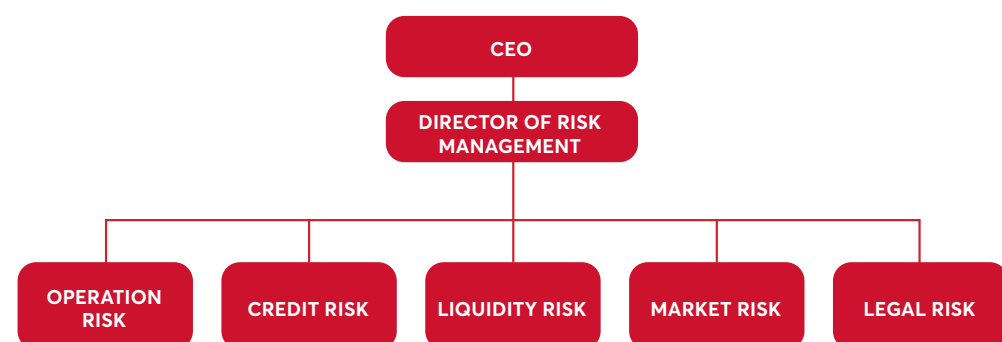 CEO
DIRECTOR OF RISK
MANAGEMENT
OPERATION
RISK
CREDIT RISK
LIQUIDITY RISK
MARKET RISK
LEGAL RISK